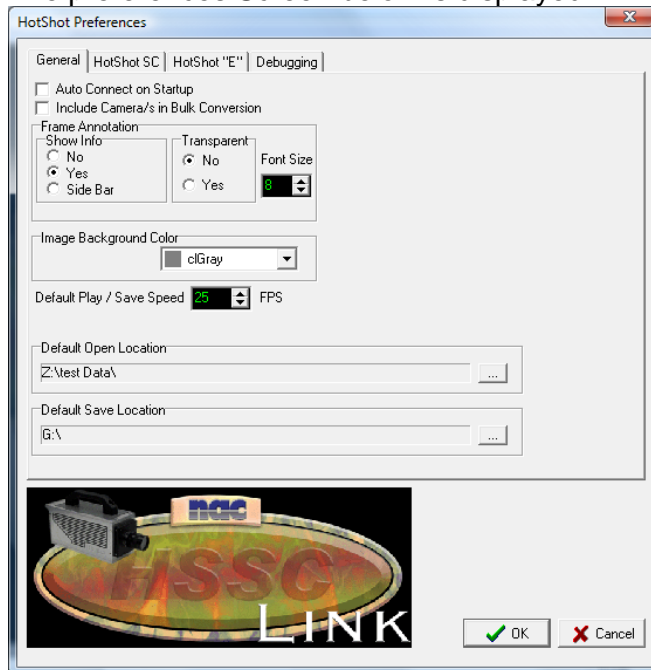 HotShot Preferences
General HotShot SC HotShot "E" Debugging
Auto Connect on Startup
Include Camera/s in Bulk Conversion
Frame Annotation
Show Info
No
Yes
Side Bar
Transparent
No
Yes
Font Size
8
Image Background Color
clGray
Default Play / Save Speed 25 FPS
Default Open Location
Z:\test Data\
...
Default Save Location
G:\
...
nac
HSSC
LINK
OK Cancel